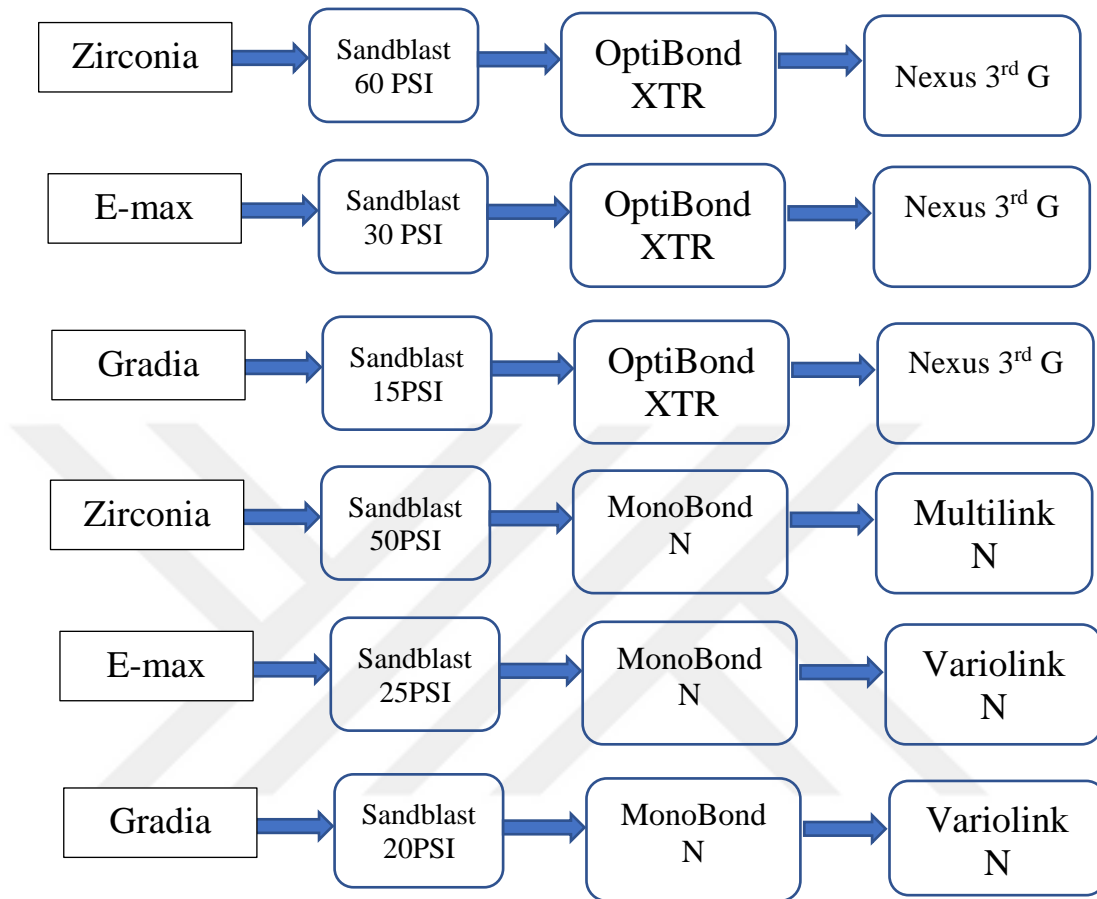 Zirconia
Sandblast
60 PSI
OptiBond
XTR
Nexus 3rd G
E-max
Sandblast
30 PSI
OptiBond
XTR
Nexus 3rd G
Gradia
Sandblast
15PSI
OptiBond
XTR
Nexus 3rd G
Zirconia
Sandblast
50PSI
MonoBond
N
Multilink
N
E-max
Sandblast
25PSI
MonoBond
N
Variolink
N
Gradia
Sandblast
20PSI
MonoBond
N
Variolink
N